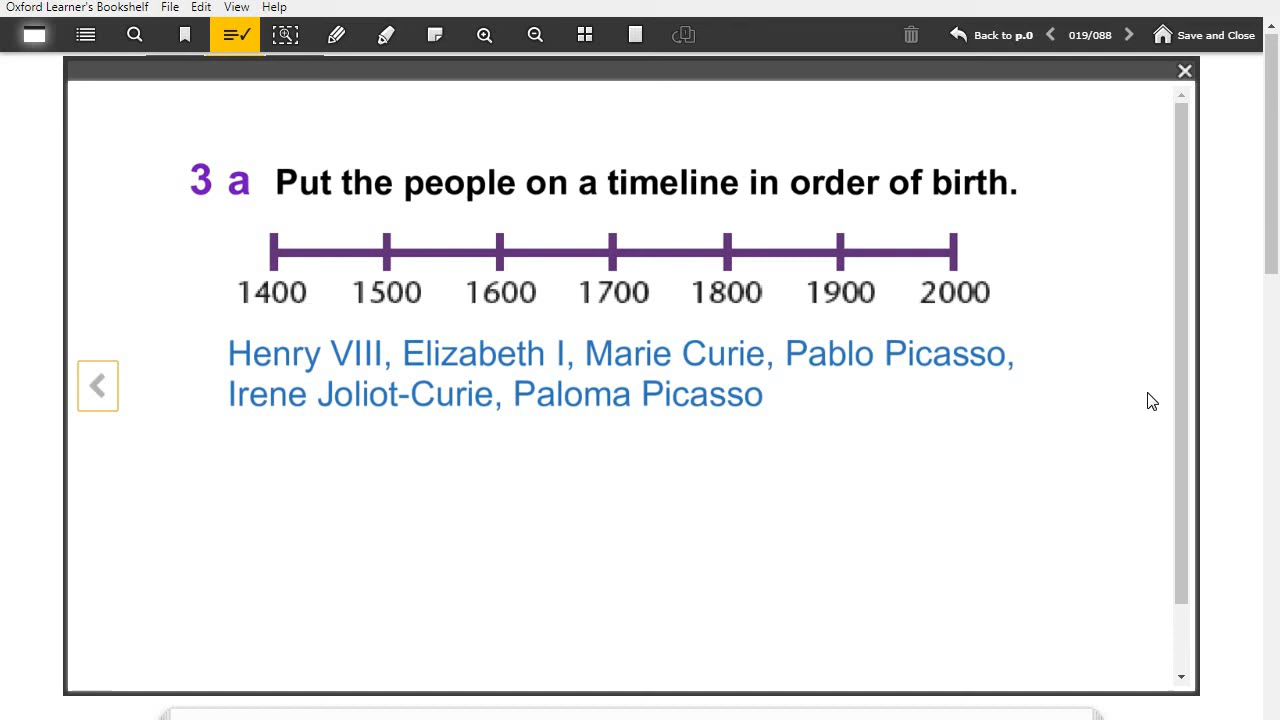 Oxford Learner's Bookshelf File Edit View Help
Back to p.0 019/088 Save and Close
3 a Put the people on a timeline in order of birth.
1400 1500 1600 1700 1800 1900 2000
Henry VIII, Elizabeth I, Marie Curie, Pablo Picasso,
Irene Joliot-Curie, Paloma Picasso